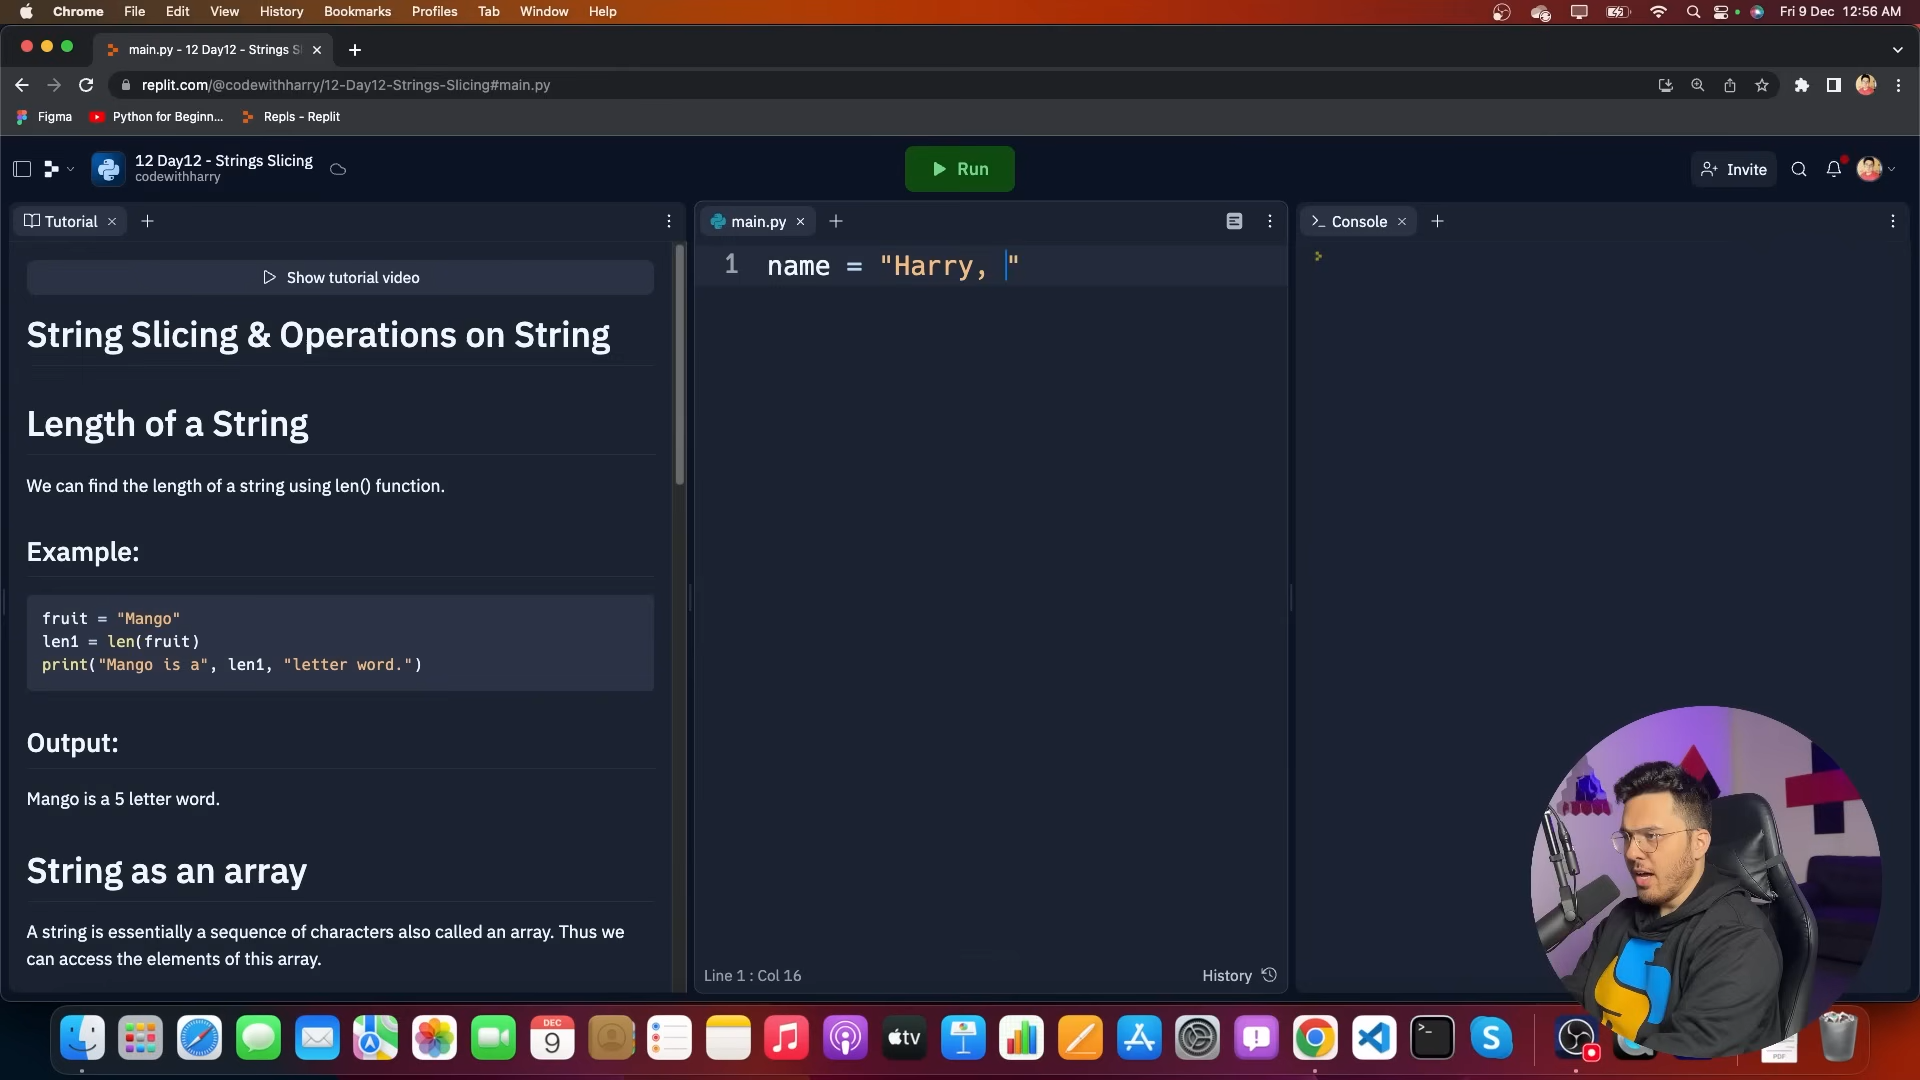 Chrome File Edit View History Bookmarks Profiles Tab Window Help Fri 9 Dec 12:56 AM
main.py - 12 Day12 - Strings S
replit.com/@codewithharry/12-Day12-Strings-Slicing#main.py
Figma Python for Beginn... Repls - Replit
12 Day12 - Strings Slicing
codewithharry
Run
Invite
Tutorial
main.py
Console
Show tutorial video
1 name = "Harry, "
String Slicing & Operations on String
Length of a String
We can find the length of a string using len() function.
Example:
fruit = "Mango"
len1 = len(fruit)
print("Mango is a", len1, "letter word.")
Output:
Mango is a 5 letter word.
String as an array
A string is essentially a sequence of characters also called an array. Thus we
can access the elements of this array.
Line 1 : Col 16
History
DEC
9
tv
PDF